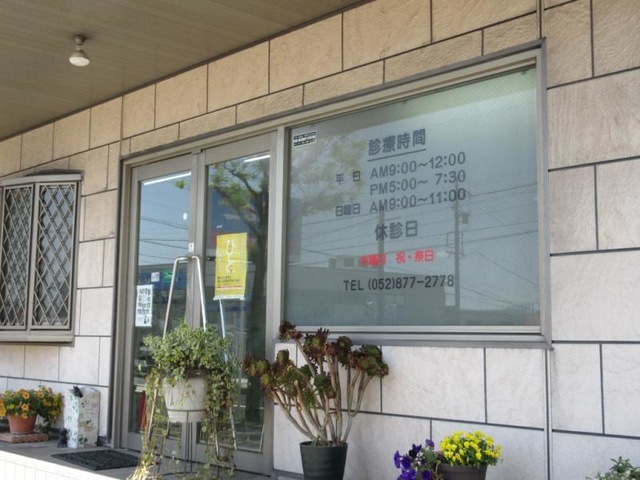 診療時間
平 日 AM9:00～12:00
PM5:00～ 7:30
日曜日 AM9:00～11:00
休診日
祝・祭日
TEL (052)877-2778